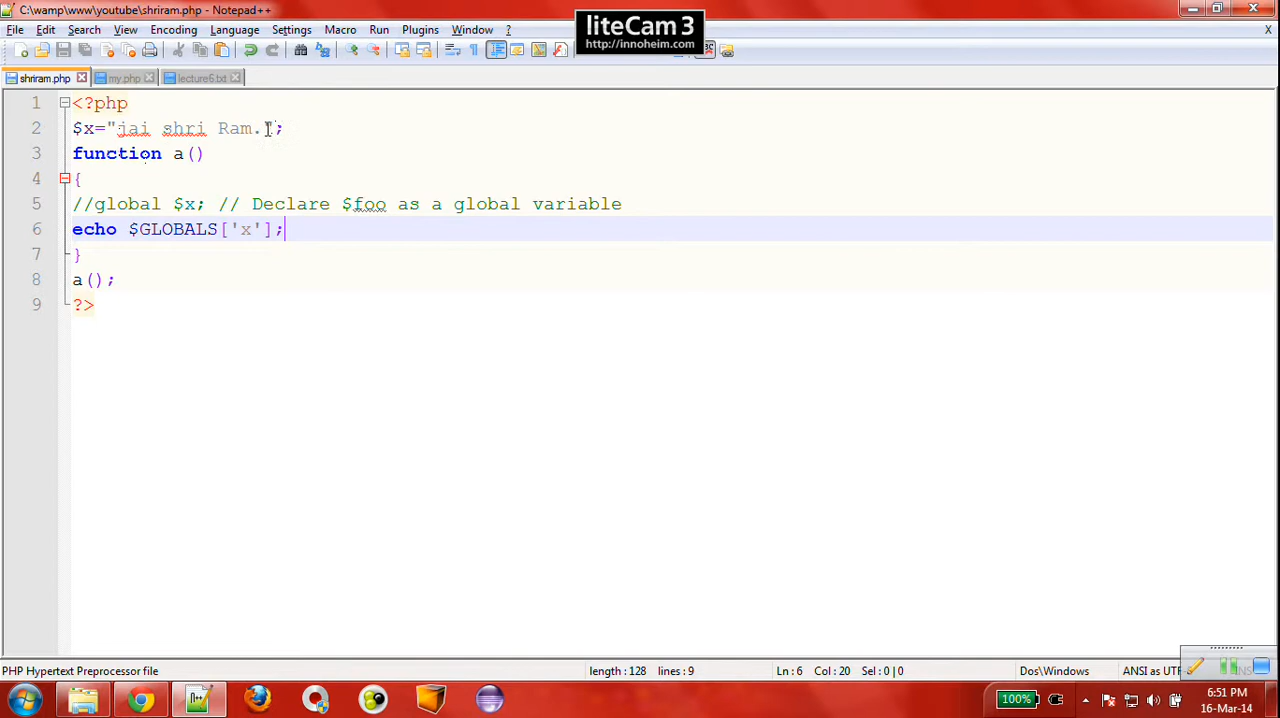 C:\wamp\www\youtube\shriram.php - Notepad++
liteCam 3
http://innoheim.com
File Edit Search View Encoding Language Settings Macro Run Plugins Window ? X
shriram.php my.php lecture6.txt
1 <?php
2 $x="jai shri Ram.";
3 function a()
4 {
5 //global $x; // Declare $foo as a global variable
6 echo $GLOBALS['x'];
7 }
8 a();
9 ?>
PHP Hypertext Preprocessor file length : 128 lines : 9 Ln : 6 Col : 20 Sel : 0 | 0 Dos\Windows ANSI as UTF INS
100% 6:51 PM
16-Mar-14